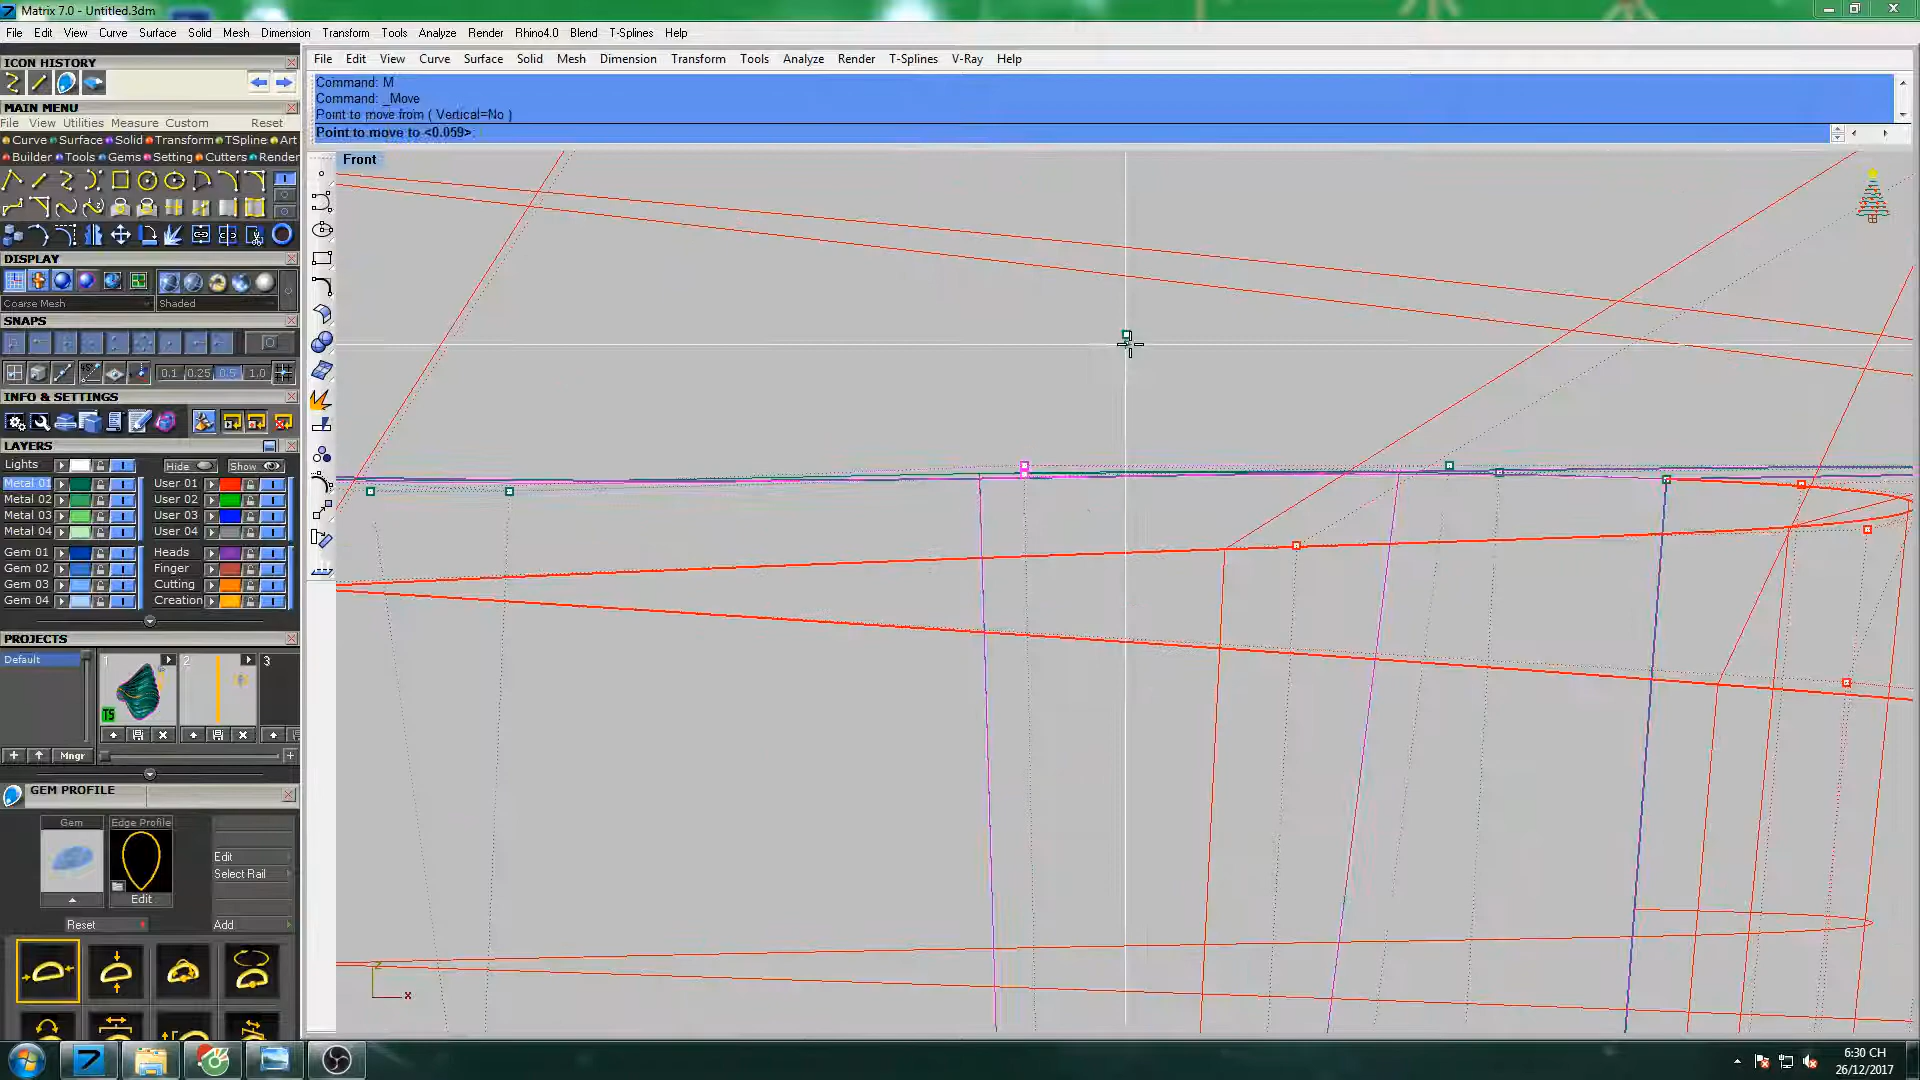 Matrix 7.0 - Untitled.3dm
File Edit View Curve Surface Solid Mesh Dimension Transform Tools Analyze Render Rhino4.0 Blend T-Splines Help
ICON HISTORY
MAIN MENU
File View Utilities Measure Custom Reset
Curve Surface Solid Transform TSpline Art
Builder Tools Gems Setting Cutters Render
DISPLAY
Coarse Mesh Shaded
SNAPS
0.1 0.25 0.5 1.0
INFO & SETTINGS
LAYERS
Lights Hide Show
Metal 01 User 01
Metal 02 User 02
Metal 03 User 03
Metal 04 User 04
Gem 01 Heads
Gem 02 Finger
Gem 03 Cutting
Gem 04 Creation
PROJECTS
Default 1 2 3
TS
Mngr
GEM PROFILE
Gem Edge Profile
Edit
Select Rail
Edit
Reset Add
File Edit View Curve Surface Solid Mesh Dimension Transform Tools Analyze Render T-Splines V-Ray Help
Command: M
Command: _Move
Point to move from ( Vertical=No )
Point to move to <0.059>:
Front
z
x
6:30 CH
26/12/2017